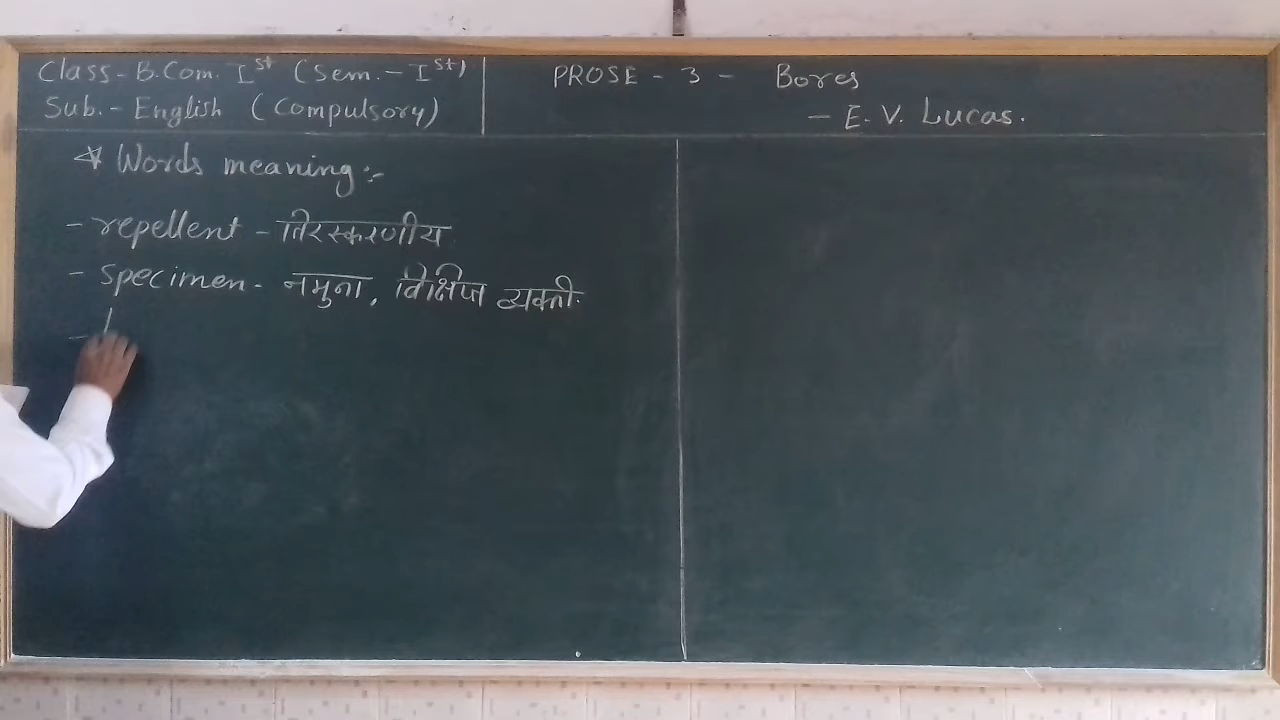 Class - B.Com. Ist (Sem. - Ist)
Sub. - English (Compulsory)
PROSE - 3 - Bores
- E. V. Lucas.
* Words meaning :-
- repellent - तिरस्करणीय
- specimen - नमुना, विक्षिप्त व्यक्ती.
-